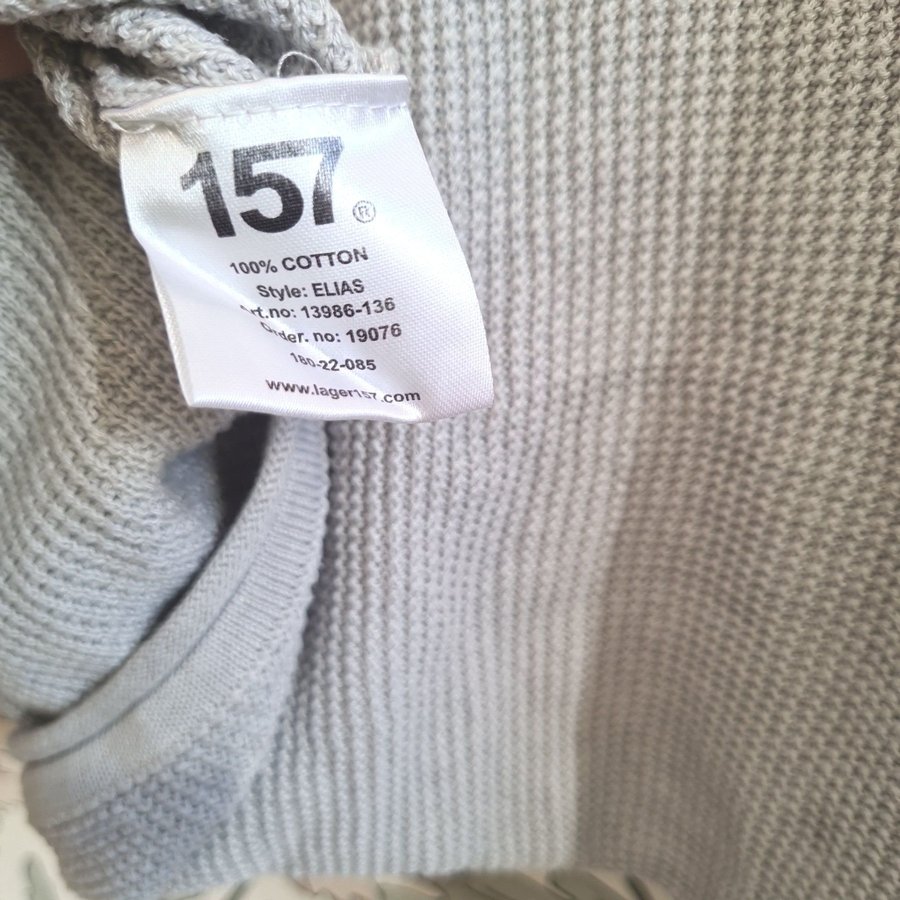 157®
100% COTTON
Style: ELIAS
Art.no: 13986-136
Order. no: 19076
180-22-085
www.lager157.com